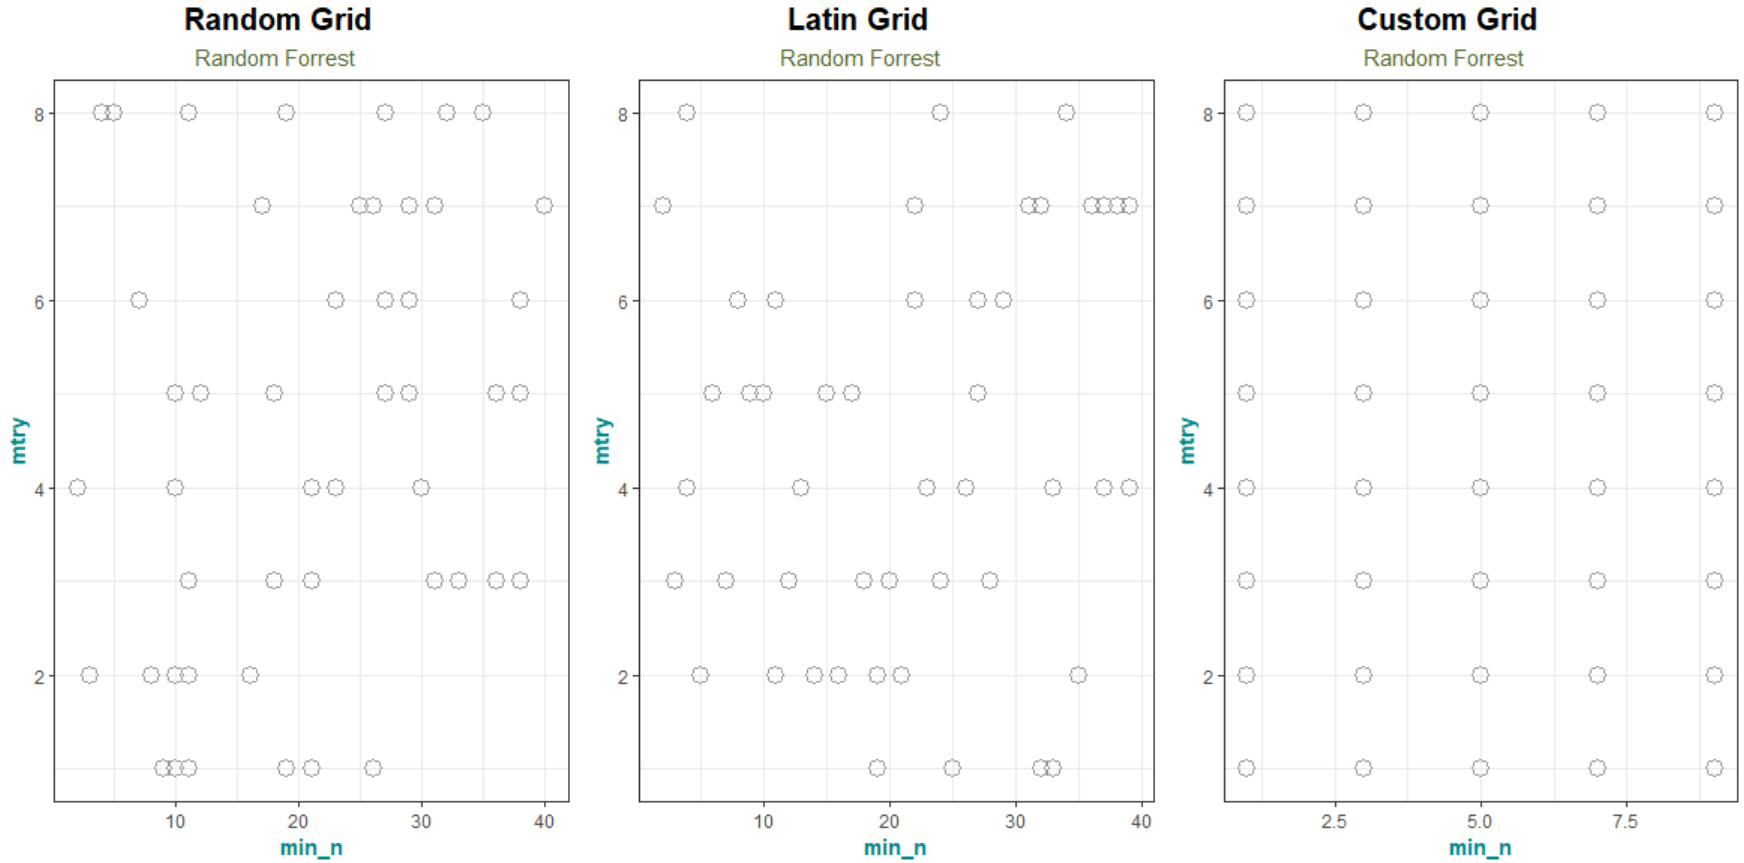 Random Grid
Random Forrest
8
6
4
2
mtry
10 20 30 40
min_n
Latin Grid
Random Forrest
8
6
4
2
mtry
10 20 30 40
min_n
Custom Grid
Random Forrest
8
6
4
2
mtry
2.5 5.0 7.5
min_n